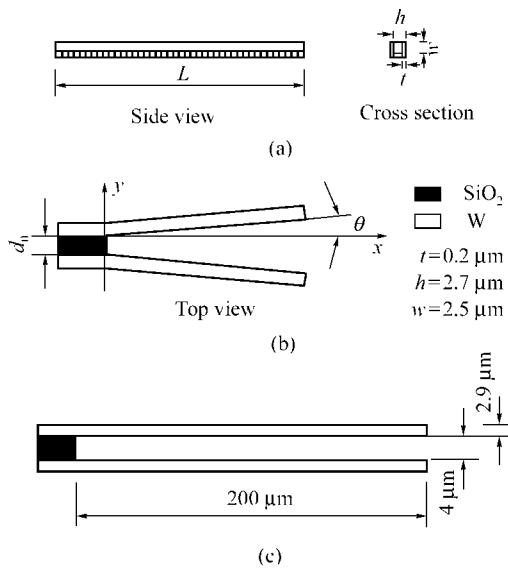 h
w
t
L
Side view
Cross section
(a)
y
d₀
θ
x
Top view
SiO₂
W
t=0.2 μm
h=2.7 μm
w=2.5 μm
(b)
2.9 μm
4 μm
200 μm
(c)